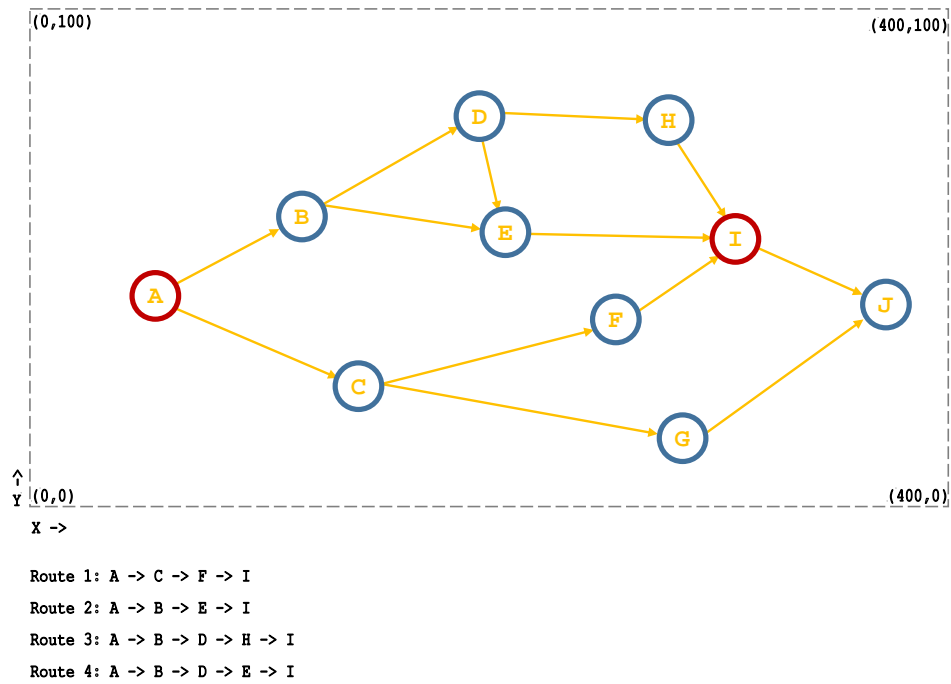 (0,100)
(400,100)
D
H
B
E
I
A
J
F
C
G
^
Y
(0,0)
(400,0)
X ->
Route 1: A -> C -> F -> I
Route 2: A -> B -> E -> I
Route 3: A -> B -> D -> H -> I
Route 4: A -> B -> D -> E -> I